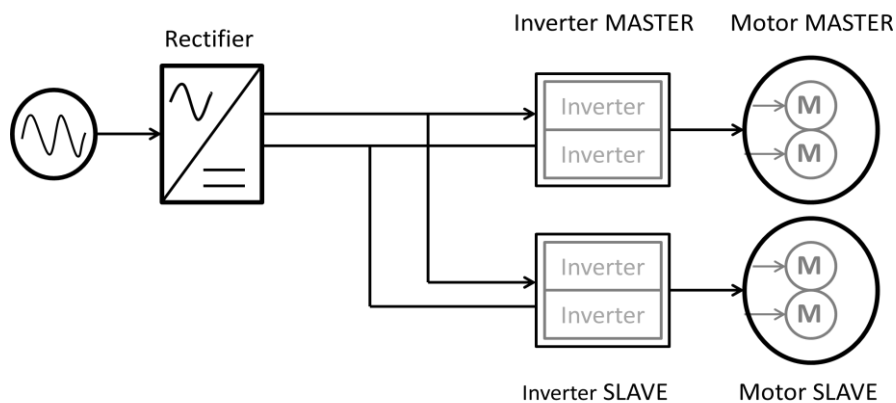 Inverter MASTER
Motor MASTER
Rectifier
Inverter
Inverter
M
M
Inverter
Inverter
M
M
Inverter SLAVE
Motor SLAVE